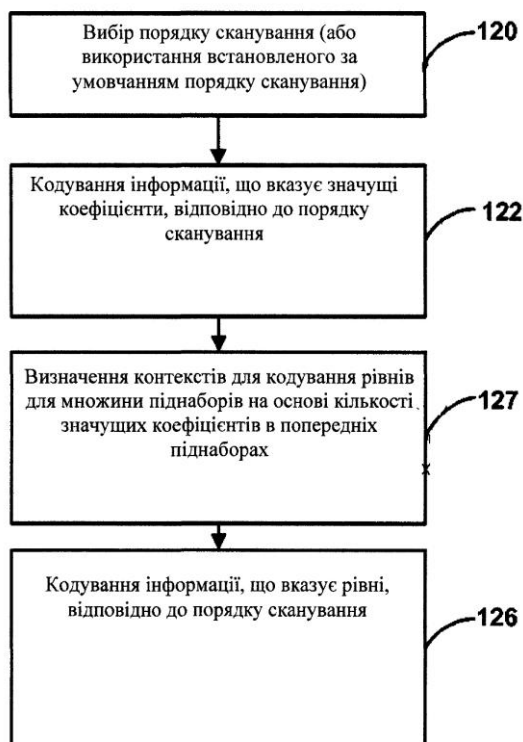 Вибір порядку сканування (або
використання встановленого за
умовчанням порядку сканування)
120
Кодування інформації, що вказує значущі
коефіцієнти, відповідно до порядку
сканування
122
Визначення контекстів для кодування рівнів
для множини піднаборів на основі кількості
значущих коефіцієнтів в попередніх
піднаборах
127
Кодування інформації, що вказує рівні,
відповідно до порядку сканування
126